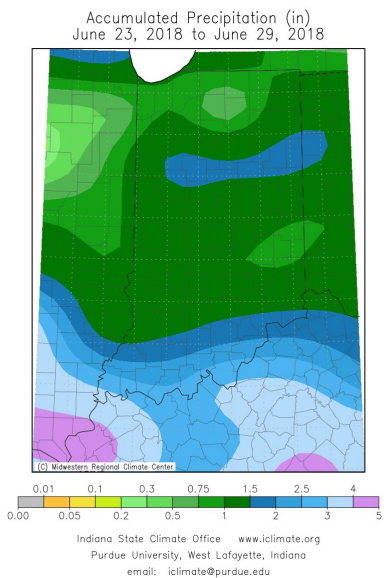 Accumulated Precipitation (in)
June 23, 2018 to June 29, 2018
(C) Midwestern Regional Climate Center
0.01 0.1 0.3 0.75 1.5 2.5 4
0.00 0.05 0.2 0.5 1 2 3 5
Indiana State Climate Office www.iclimate.org
Purdue University, West Lafayette, Indiana
email: iclimate@purdue.edu